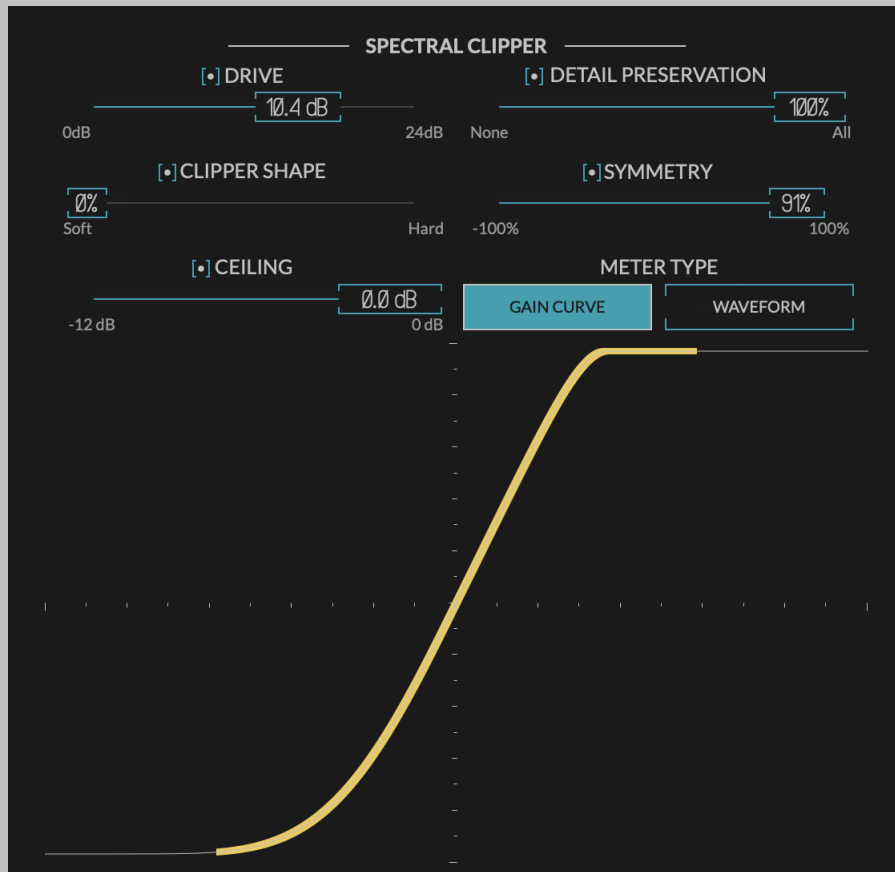 SPECTRAL CLIPPER
DRIVE
10.4 dB
0dB
24dB
DETAIL PRESERVATION
100%
None
All
CLIPPER SHAPE
0%
Soft
Hard
SYMMETRY
91%
-100%
100%
CEILING
0.0 dB
-12 dB
0 dB
METER TYPE
GAIN CURVE
WAVEFORM